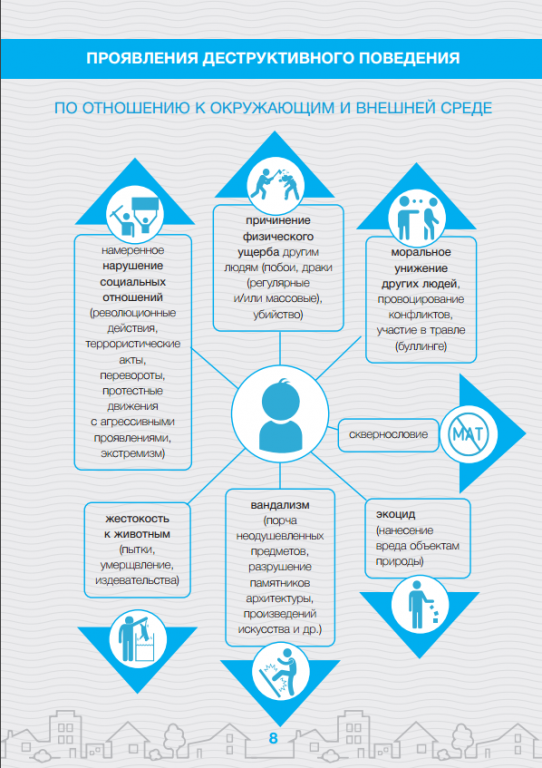 ПРОЯВЛЕНИЯ ДЕСТРУКТИВНОГО ПОВЕДЕНИЯ
ПО ОТНОШЕНИЮ К ОКРУЖАЮЩИМ И ВНЕШНЕЙ СРЕДЕ
намеренное
нарушение
социальных
отношений
(революционные
действия,
террористические
акты,
перевороты,
протестные
движения
с агрессивными
проявлениями,
экстремизм)
причинение
физического
ущерба другим
людям (побои, драки
(регулярные
и/или массовые),
убийство)
моральное
унижение
других людей,
провоцирование
конфликтов,
участие в травле
(буллинге)
сквернословие
МАТ
жестокость
к животным
(пытки,
умерщвление,
издевательства)
вандализм
(порча
неодушевленных
предметов,
разрушение
памятников
архитектуры,
произведений
искусства и др.)
экоцид
(нанесение
вреда объектам
природы)
8